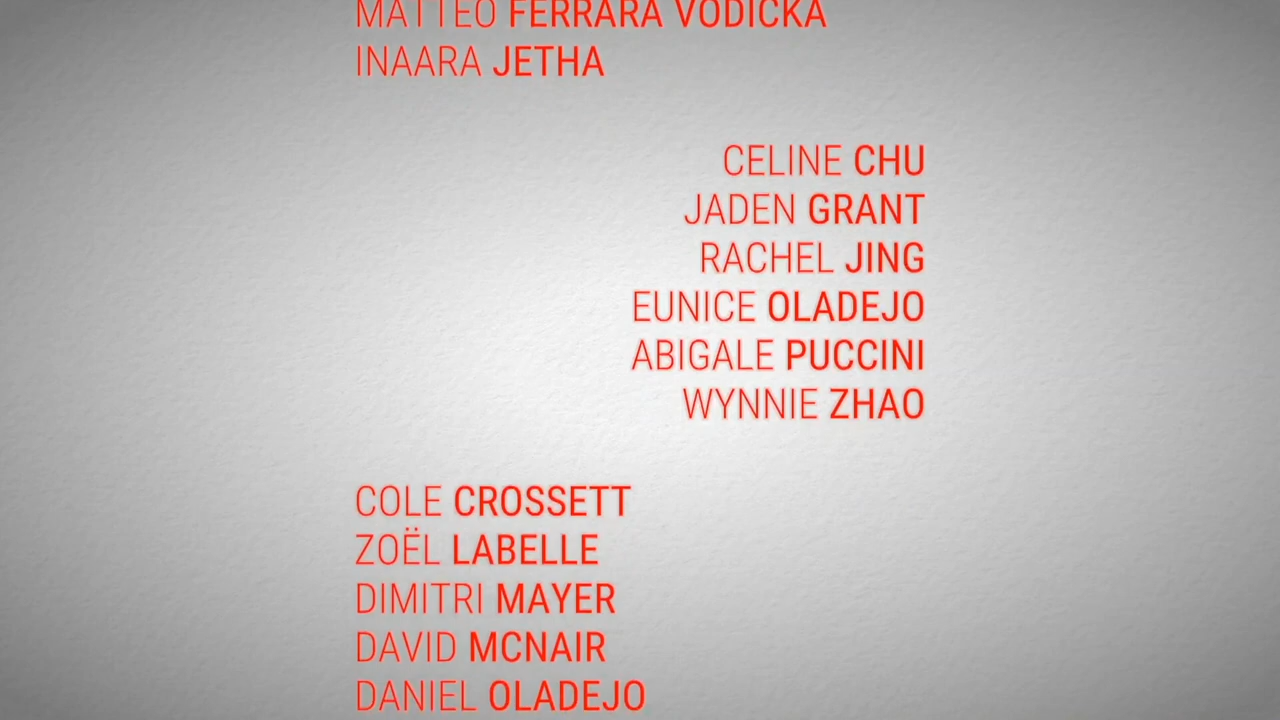 MATTEO FERRARA VODICKA
INAARA JETHA
CELINE CHU
JADEN GRANT
RACHEL JING
EUNICE OLADEJO
ABIGALE PUCCINI
WYNNIE ZHAO
COLE CROSSETT
ZOËL LABELLE
DIMITRI MAYER
DAVID MCNAIR
DANIEL OLADEJO